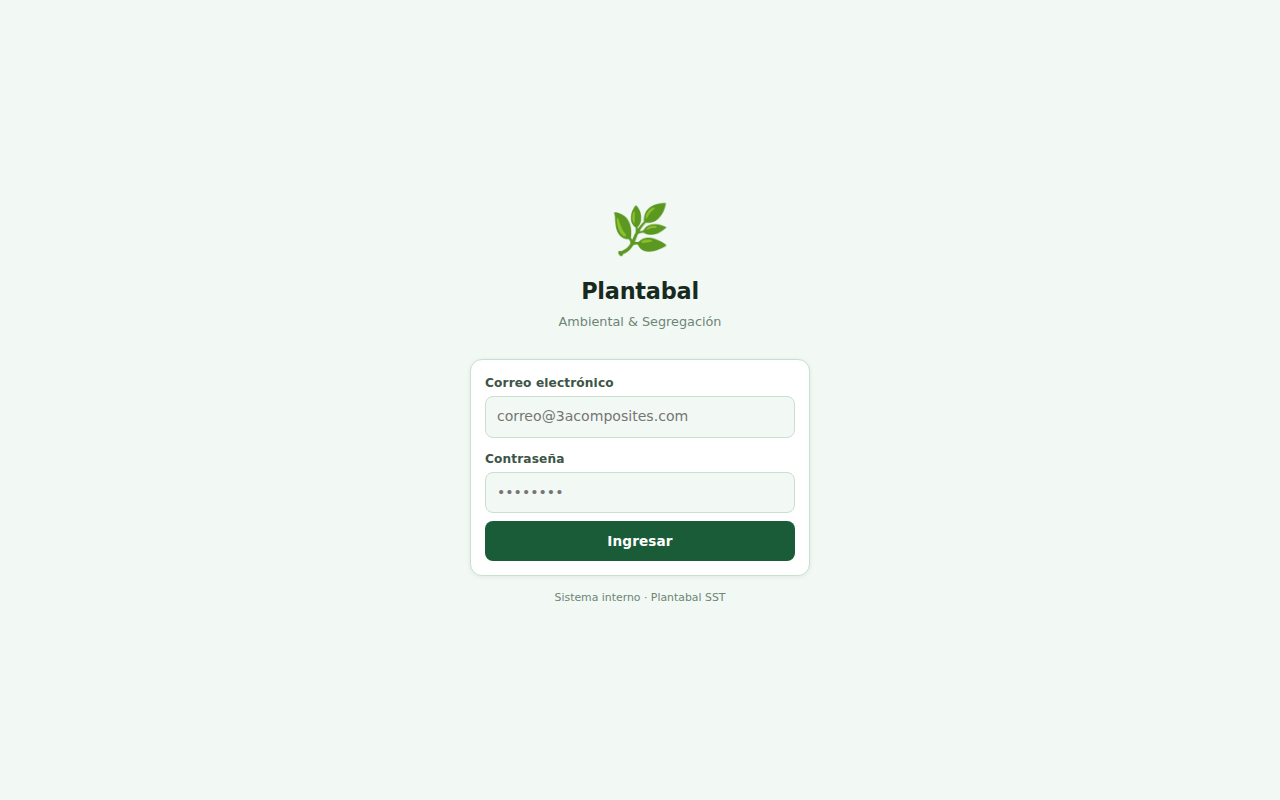 Plantabal
Ambiental & Segregación
Correo electrónico
correo@3acomposites.com
Contraseña
••••••••
Ingresar
Sistema interno · Plantabal SST